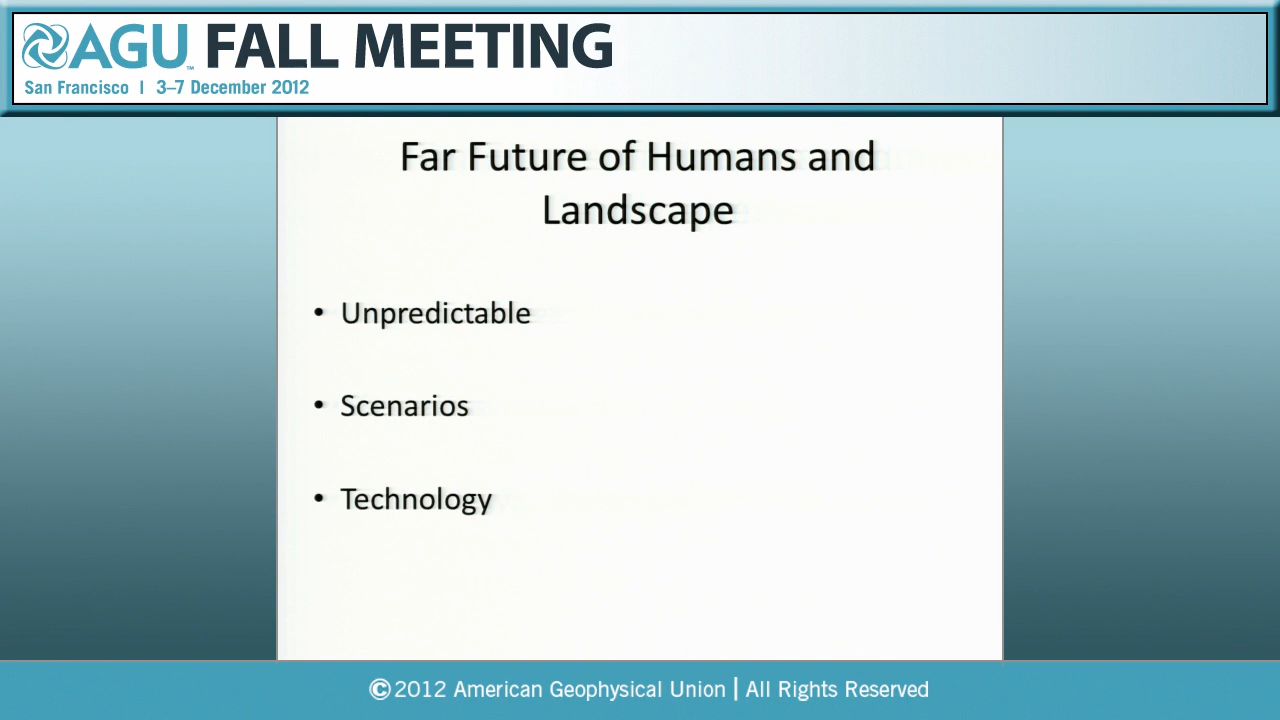 AGU™ FALL MEETING
San Francisco | 3–7 December 2012
Far Future of Humans and
Landscape
• Unpredictable
• Scenarios
• Technology
©2012 American Geophysical Union | All Rights Reserved